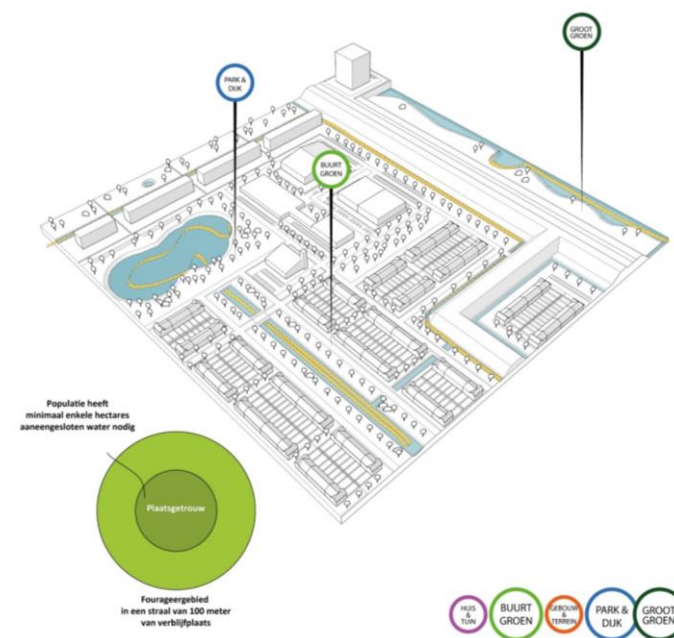 GROOT
GROEN
PARK &
DIJK
BUURT
GROEN
Populatie heeft
minimaal enkele hectares
aaneengesloten water nodig
Plaatsgetrouw
Fourageergebied
in een straal van 100 meter
van verblijfplaats
HUIS
&
TUIN
BUURT
GROEN
GEBOUW
&
TERREIN
PARK &
DIJK
GROOT
GROEN